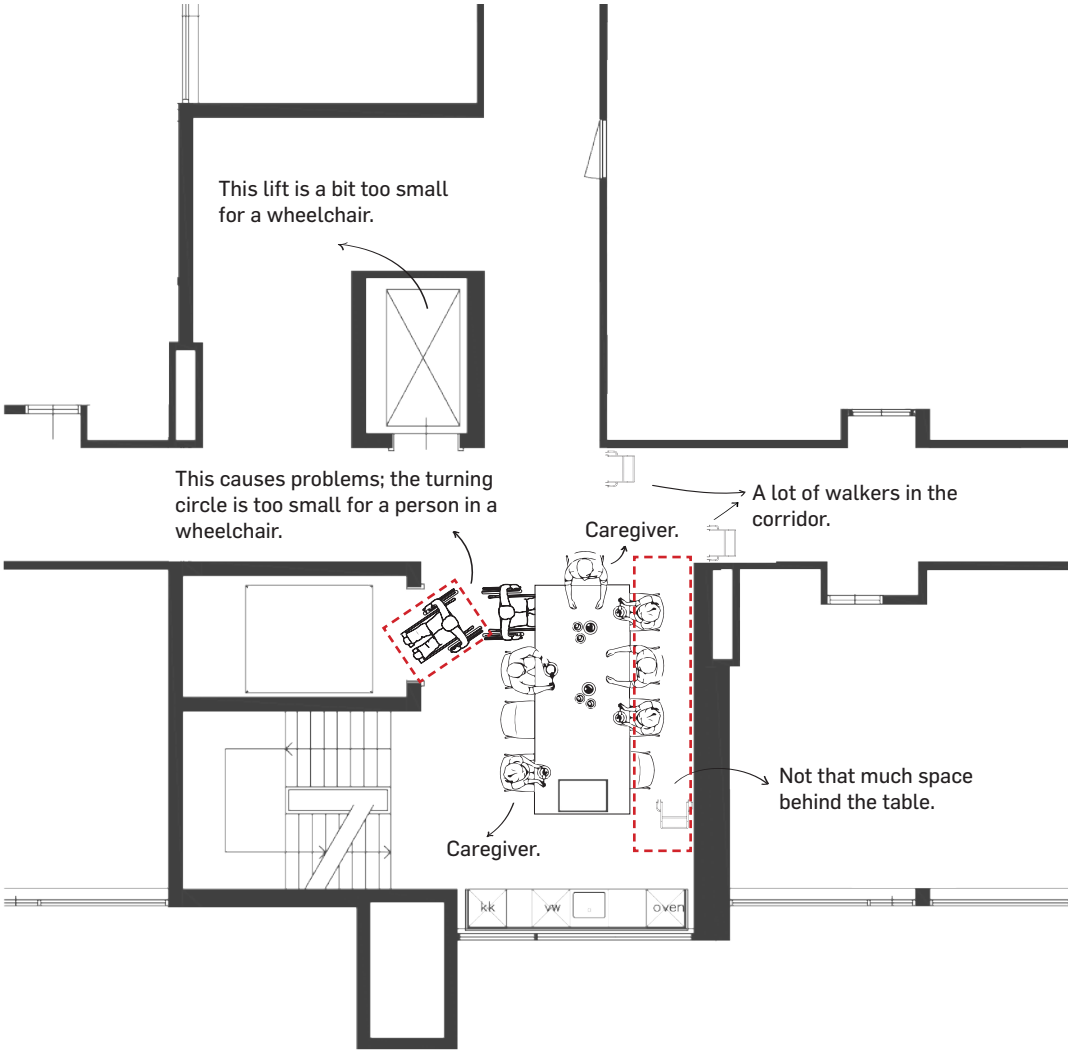 This lift is a bit too small
for a wheelchair.
This causes problems; the turning
circle is too small for a person in a
wheelchair.
A lot of walkers in the
corridor.
Caregiver.
Not that much space
behind the table.
Caregiver.
kk
vw
oven